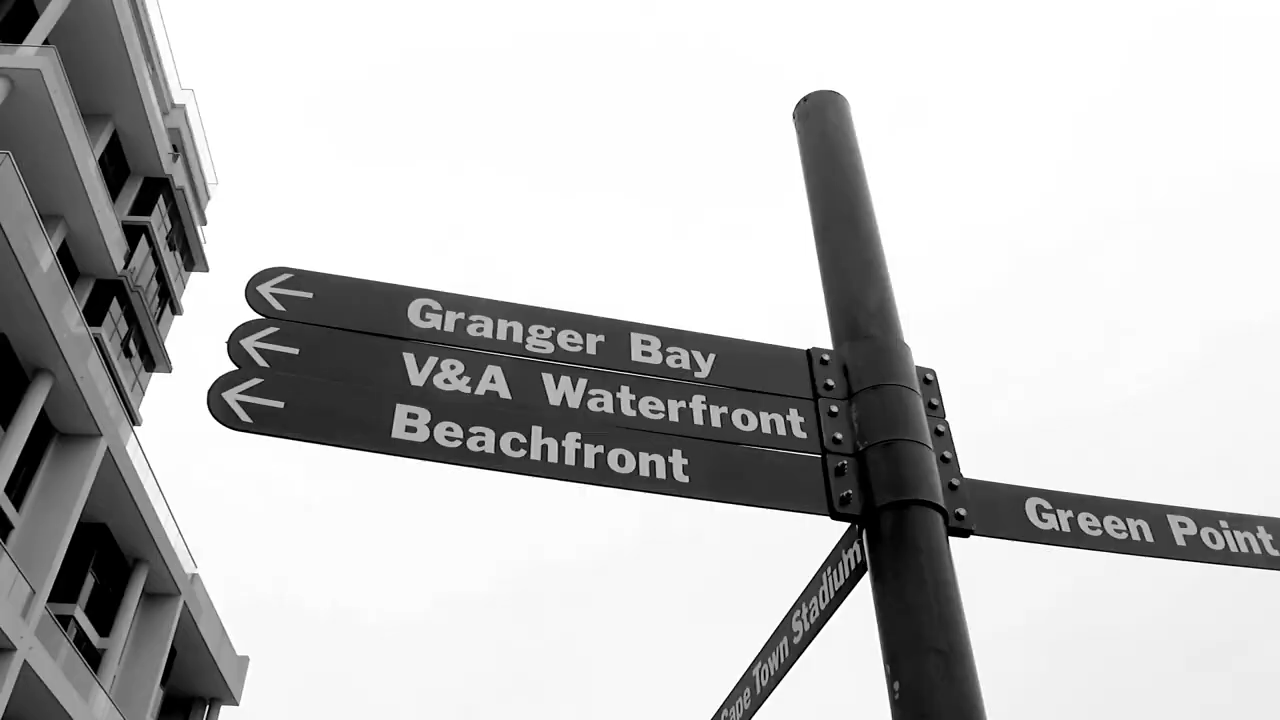 Granger Bay
V&A Waterfront
Beachfront
Green Point
Cape Town Stadium